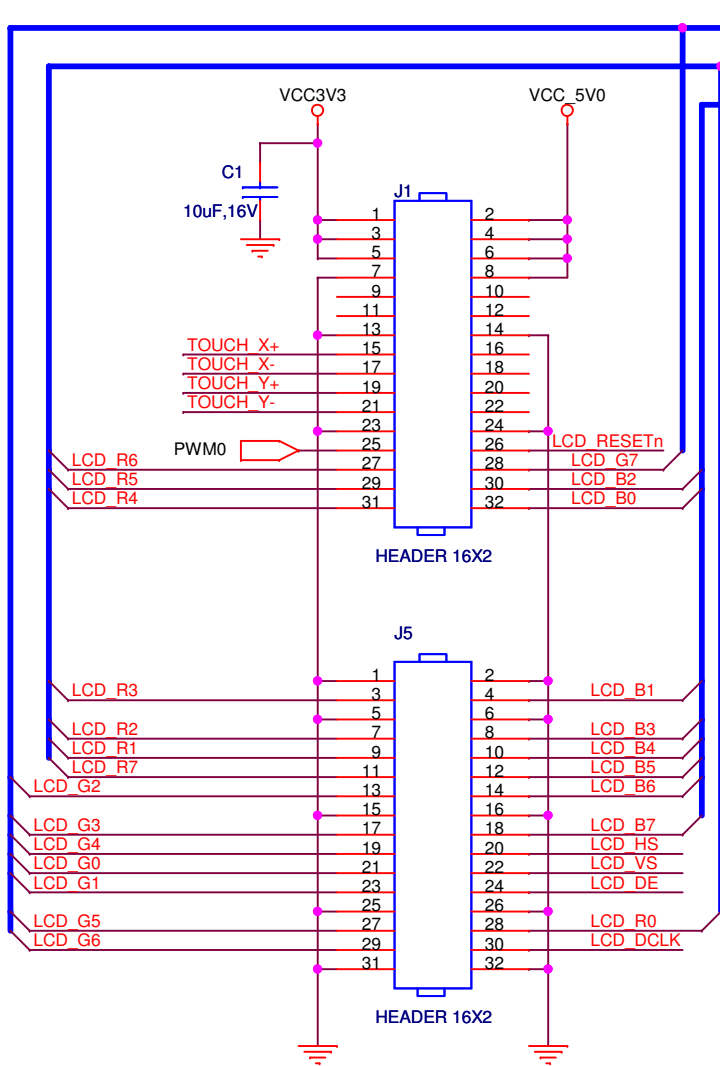 VCC3V3 VCC_5V0
C1
10uF,16V
J1
1 2
3 4
5 6
7 8
9 10
11 12
13 14
TOUCH_X+ 15 16
TOUCH_X- 17 18
TOUCH_Y+ 19 20
TOUCH_Y- 21 22
23 24
PWM0 25 26 LCD_RESETn
LCD_R6 27 28 LCD_G7
LCD_R5 29 30 LCD_B2
LCD_R4 31 32 LCD_B0
HEADER 16X2
J5
1 2
LCD_R3 3 4 LCD_B1
5 6
LCD_R2 7 8 LCD_B3
LCD_R1 9 10 LCD_B4
LCD_R7 11 12 LCD_B5
LCD_G2 13 14 LCD_B6
15 16
LCD_G3 17 18 LCD_B7
LCD_G4 19 20 LCD_HS
LCD_G0 21 22 LCD_VS
LCD_G1 23 24 LCD_DE
25 26
LCD_G5 27 28 LCD_R0
LCD_G6 29 30 LCD_DCLK
31 32
HEADER 16X2